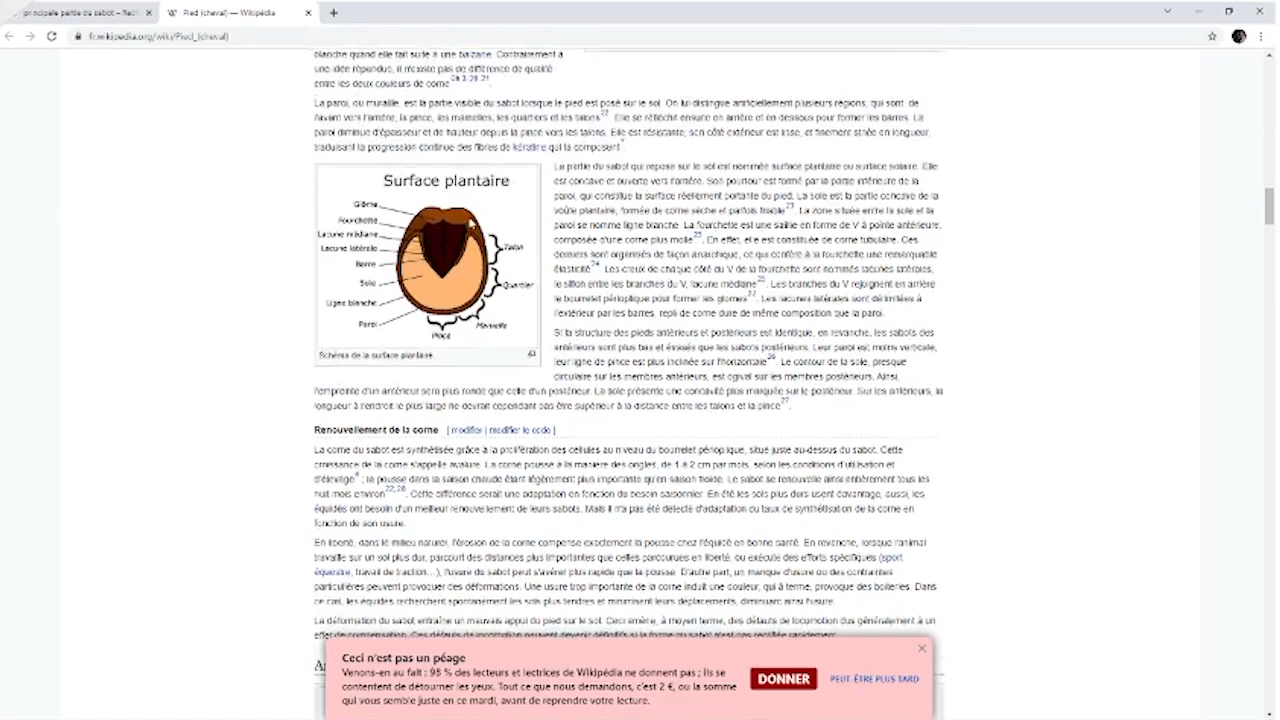 principale partie du sabot – Rech
Pied (cheval) — Wikipédia
fr.wikipedia.org/wiki/Pied_(cheval)
blanche quand elle fait suite à une balzane. Contrairement à
une idée répandue, il n'existe pas de différence de qualité
entre les deux couleurs de corne
La paroi, ou muraille, est la partie visible du sabot lorsque le pied est posé sur le sol. On lui distingue artificiellement plusieurs régions, qui sont, de
l'avant vers l'arrière, la pince, les mamelles, les quartiers et les talons22. Elle se réfléchit ensuite en arrière et en dessous pour former les barres. La
paroi diminue d'épaisseur et de hauteur depuis la pince vers les talons. Elle est résistante, son côté extérieur est lisse, et finement striée en longueur,
traduisant la progression continue des fibres de kératine qui la composent
Surface plantaire
Glôme
Fourchette
Lacune médiane
Lacune latérale
Barre
Sole
Ligne blanche
Paroi
Talon
Quartier
Mamelle
Pince
Schéma de la surface plantaire.
La partie du sabot qui repose sur le sol est nommée surface plantaire ou surface solaire. Elle
est concave et ouverte vers l'arrière. Son pourtour est formé par la partie inférieure de la
paroi, qui constitue la surface réellement portante du pied. La sole est la partie concave de la
voûte plantaire, formée de corne sèche et parfois friable23. La zone située entre la sole et la
paroi se nomme ligne blanche. La fourchette est une saillie en forme de V à pointe antérieure,
composée d'une corne plus molle23. En effet, elle est constituée de corne tubulaire. Ces
derniers sont organisés de façon anarchique, ce qui confère à la fourchette une remarquable
élasticité24. Les creux de chaque côté du V de la fourchette sont nommés lacunes latérales,
le sillon entre les branches du V, lacune médiane25. Les branches du V rejoignent en arrière
le bourrelet périoplique pour former les glomes22. Les lacunes latérales sont délimitées à
l'extérieur par les barres, repli de corne dure de même composition que la paroi.
Si la structure des pieds antérieurs et postérieurs est identique, en revanche, les sabots des
antérieurs sont plus bas et évasés que les sabots postérieurs. Leur paroi est moins verticale,
leur ligne de pince est plus inclinée sur l'horizontale26. Le contour de la sole, presque
circulaire sur les membres antérieurs, est ogival sur les membres postérieurs. Ainsi,
l'empreinte d'un antérieur sera plus ronde que celle d'un postérieur. La sole présente une concavité plus marquée sur le postérieur. Sur les antérieurs, la
longueur à l'endroit le plus large ne devrait cependant pas être supérieur à la distance entre les talons et la pince27.
Renouvellement de la corne [ modifier | modifier le code ]
La corne du sabot est synthétisée grâce à la prolifération des cellules au niveau du bourrelet périoplique, situé juste au-dessus du sabot. Cette
croissance de la corne s'appelle avalure. La corne pousse à la manière des ongles, de 1 à 2 cm par mois, selon les conditions d'utilisation et
d'élevage4 ; la pousse dans la saison chaude étant légèrement plus importante qu'en saison froide. Le sabot se renouvelle ainsi entièrement tous les
huit mois environ22, 28. Cette différence serait une adaptation en fonction du besoin saisonnier. En été les sols plus durs usent davantage, aussi, les
équidés ont besoin d'un meilleur renouvellement de leurs sabots. Mais il n'a pas été détecté d'adaptation du taux de synthétisation de la corne en
fonction de son usure.
En liberté, dans le milieu naturel, l'érosion de la corne compense exactement la pousse chez l'équidé en bonne santé. En revanche, lorsque l'animal
travaille sur un sol plus dur, parcourt des distances plus importantes que celles parcourues en liberté, ou exécute des efforts spécifiques (sport
équestre, travail de traction…), l'usure du sabot peut s'avérer plus rapide que la pousse. D'autre part, un manque d'usure ou des contraintes
particulières peuvent provoquer des déformations. Une usure trop importante de la corne induit une douleur, qui à terme, provoque des boiteries. Dans
ce cas, les équidés recherchent spontanément les sols plus tendres et minimisent leurs déplacements, diminuant ainsi l'usure.
La déformation du sabot entraîne un mauvais appui du pied sur le sol. Ceci amène, à moyen terme, des défauts de locomotion dus généralement à un
effet de compensation. Ces défauts de locomotion peuvent devenir définitifs si la forme du sabot n'est pas rectifiée rapidement.
Ceci n'est pas un péage
Venons-en au fait : 98 % des lecteurs et lectrices de Wikipédia ne donnent pas ; ils se
contentent de détourner les yeux. Tout ce que nous demandons, c'est 2 €, ou la somme
qui vous semble juste en ce mardi, avant de reprendre votre lecture.
DONNER
PEUT-ÊTRE PLUS TARD